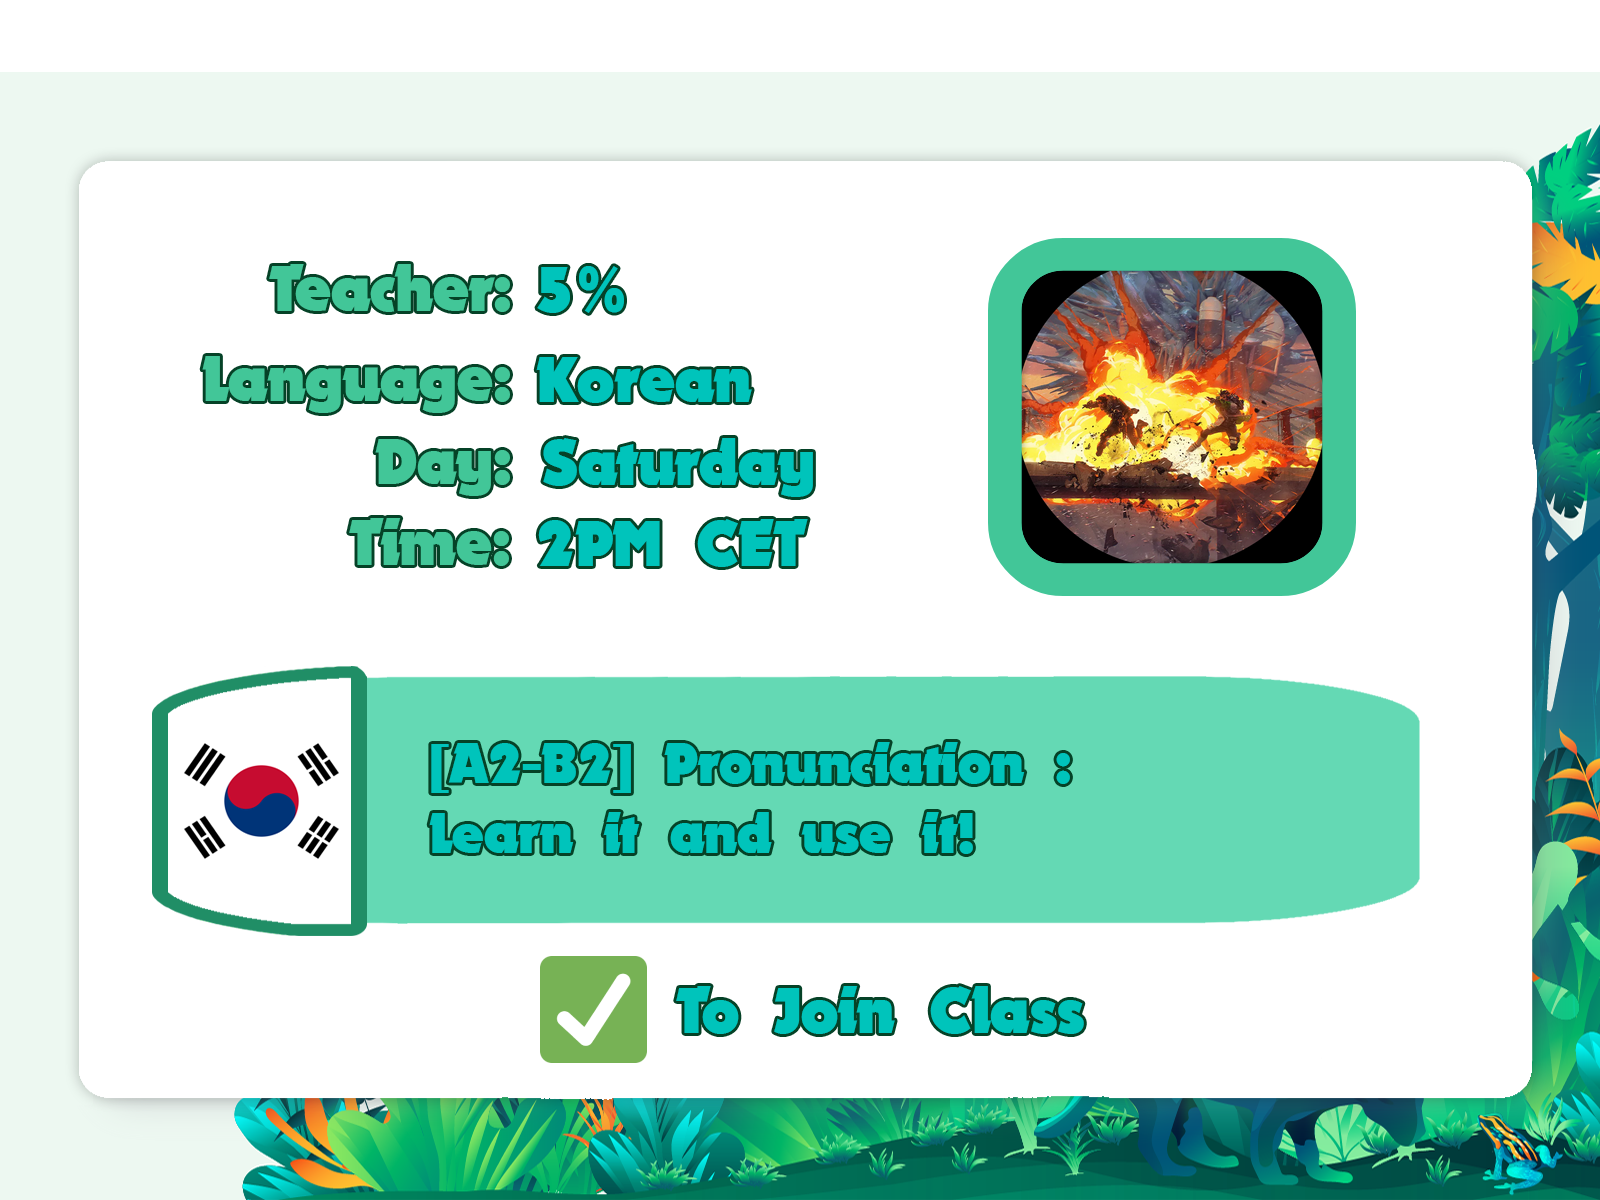 Teacher: 5%
Language: Korean
Day: Saturday
Time: 2PM CET
[A2-B2] Pronunciation :
Learn it and use it!
To Join Class